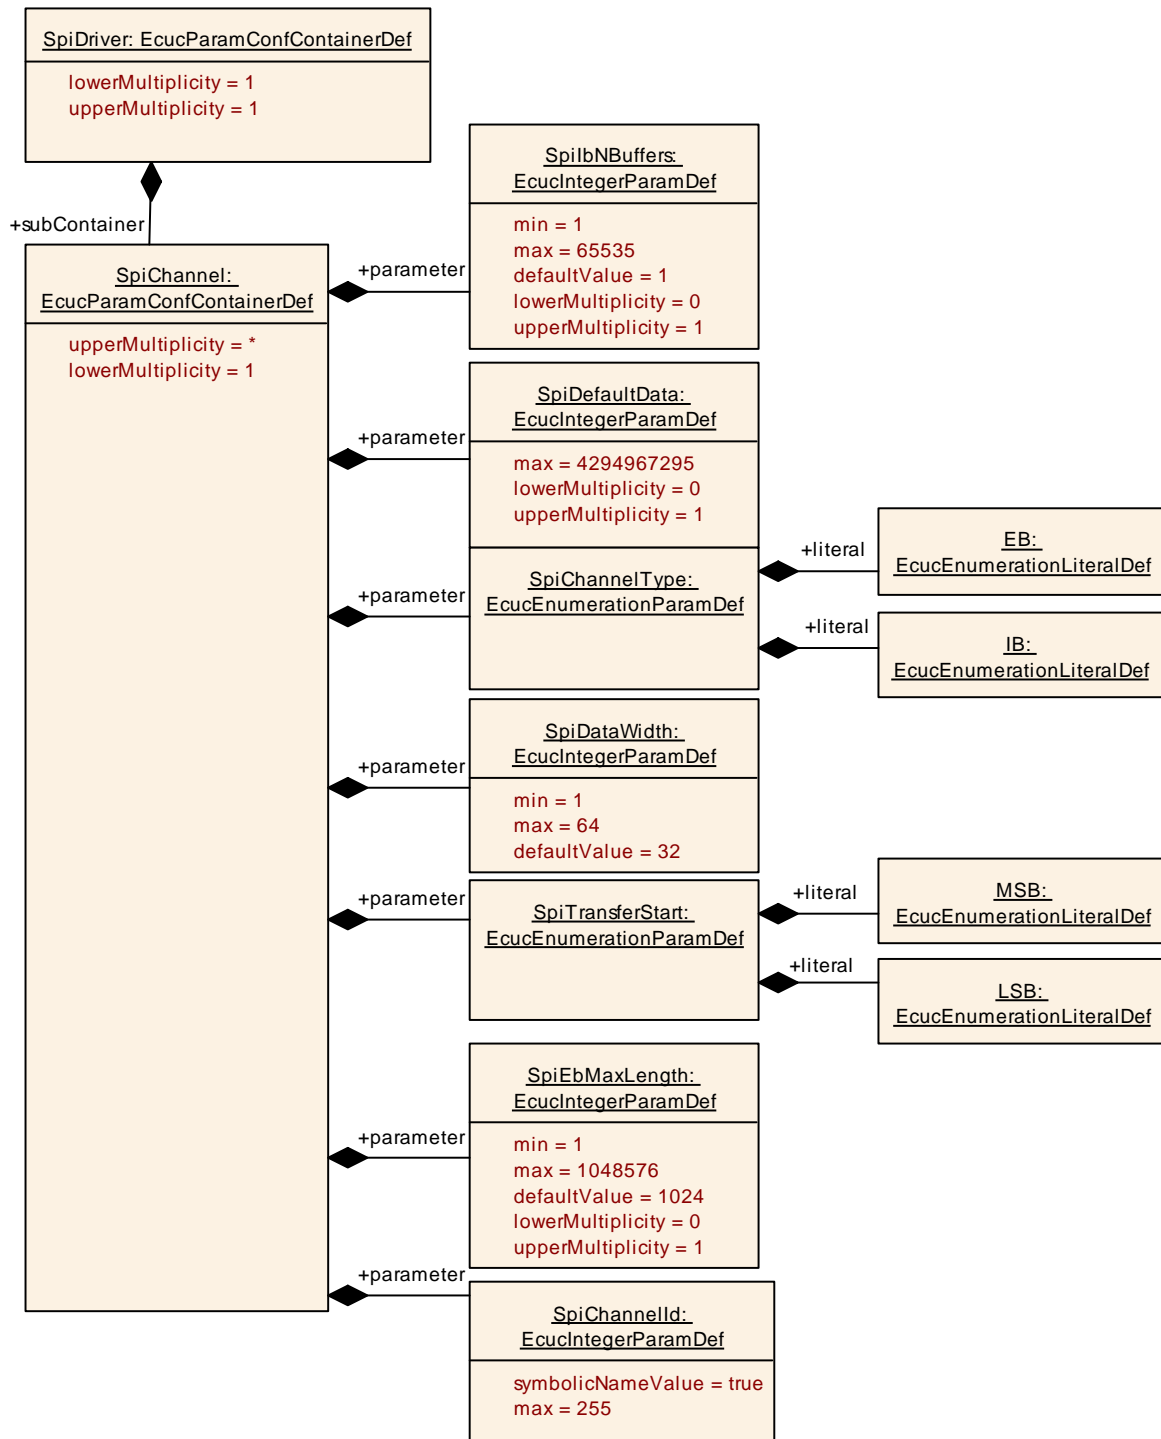 SpiDriver: EcucParamConfContainerDef
lowerMultiplicity = 1
upperMultiplicity = 1
+subContainer
SpiChannel:
EcucParamConfContainerDef
upperMultiplicity = *
lowerMultiplicity = 1
+parameter
SpiIbNBuffers:
EcucIntegerParamDef
min = 1
max = 65535
defaultValue = 1
lowerMultiplicity = 0
upperMultiplicity = 1
+parameter
SpiDefaultData:
EcucIntegerParamDef
max = 4294967295
lowerMultiplicity = 0
upperMultiplicity = 1
+parameter
SpiChannelType:
EcucEnumerationParamDef
+literal
EB:
EcucEnumerationLiteralDef
+literal
IB:
EcucEnumerationLiteralDef
+parameter
SpiDataWidth:
EcucIntegerParamDef
min = 1
max = 64
defaultValue = 32
+parameter
SpiTransferStart:
EcucEnumerationParamDef
+literal
MSB:
EcucEnumerationLiteralDef
+literal
LSB:
EcucEnumerationLiteralDef
+parameter
SpiEbMaxLength:
EcucIntegerParamDef
min = 1
max = 1048576
defaultValue = 1024
lowerMultiplicity = 0
upperMultiplicity = 1
+parameter
SpiChannelId:
EcucIntegerParamDef
symbolicNameValue = true
max = 255